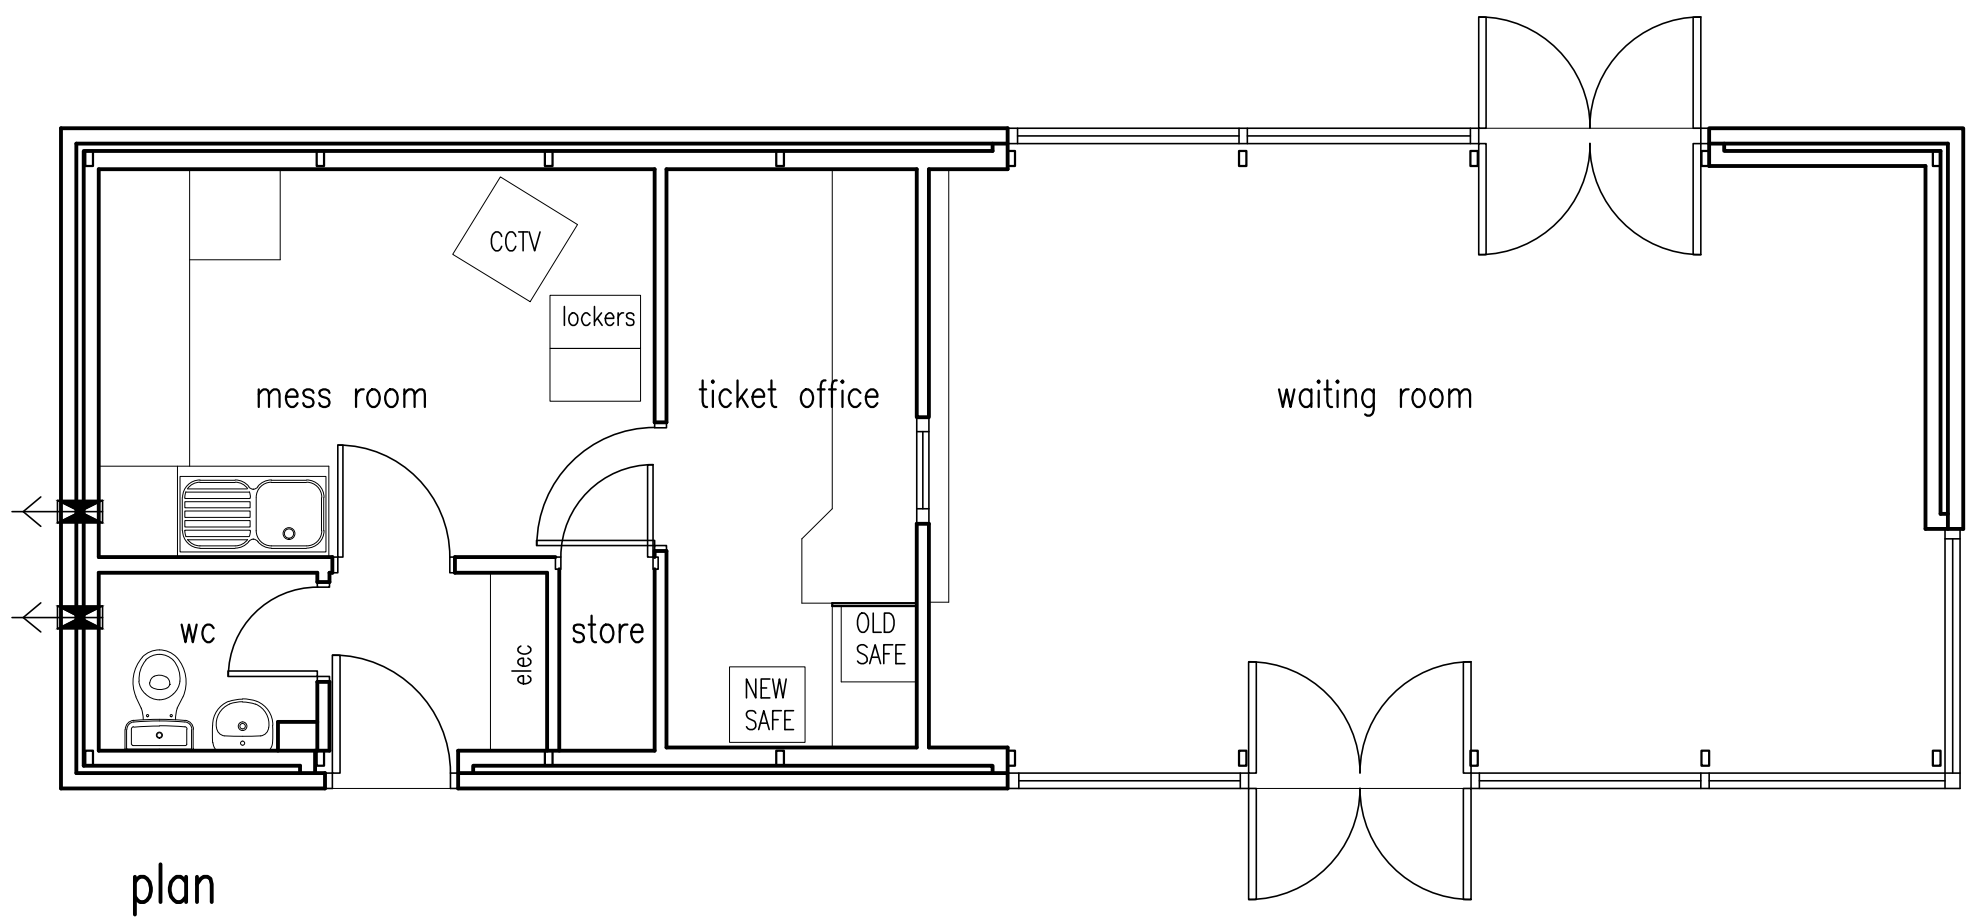 CCTV
lockers
mess room
ticket office
waiting room
wc
store
elec
OLD
SAFE
NEW
SAFE
plan